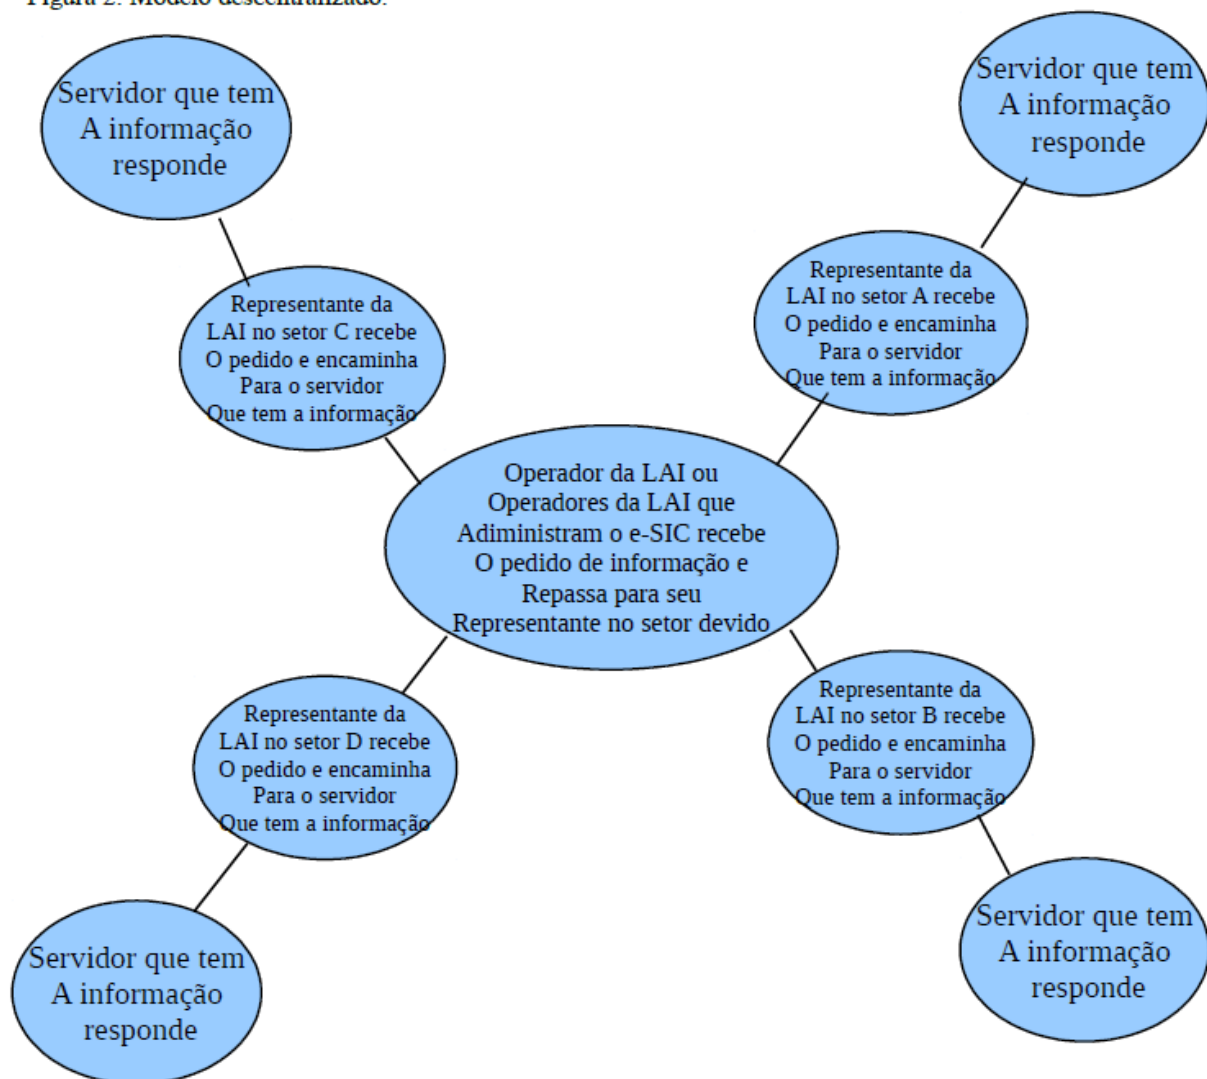 Figura 2: Modelo descentralizado.
Servidor que tem
A informação
responde
Servidor que tem
A informação
responde
Representante da
LAI no setor C recebe
O pedido e encaminha
Para o servidor
Que tem a informação
Representante da
LAI no setor A recebe
O pedido e encaminha
Para o servidor
Que tem a informação
Operador da LAI ou
Operadores da LAI que
Adiministram o e-SIC recebe
O pedido de informação e
Repassa para seu
Representante no setor devido
Representante da
LAI no setor D recebe
O pedido e encaminha
Para o servidor
Que tem a informação
Representante da
LAI no setor B recebe
O pedido e encaminha
Para o servidor
Que tem a informação
Servidor que tem
A informação
responde
Servidor que tem
A informação
responde